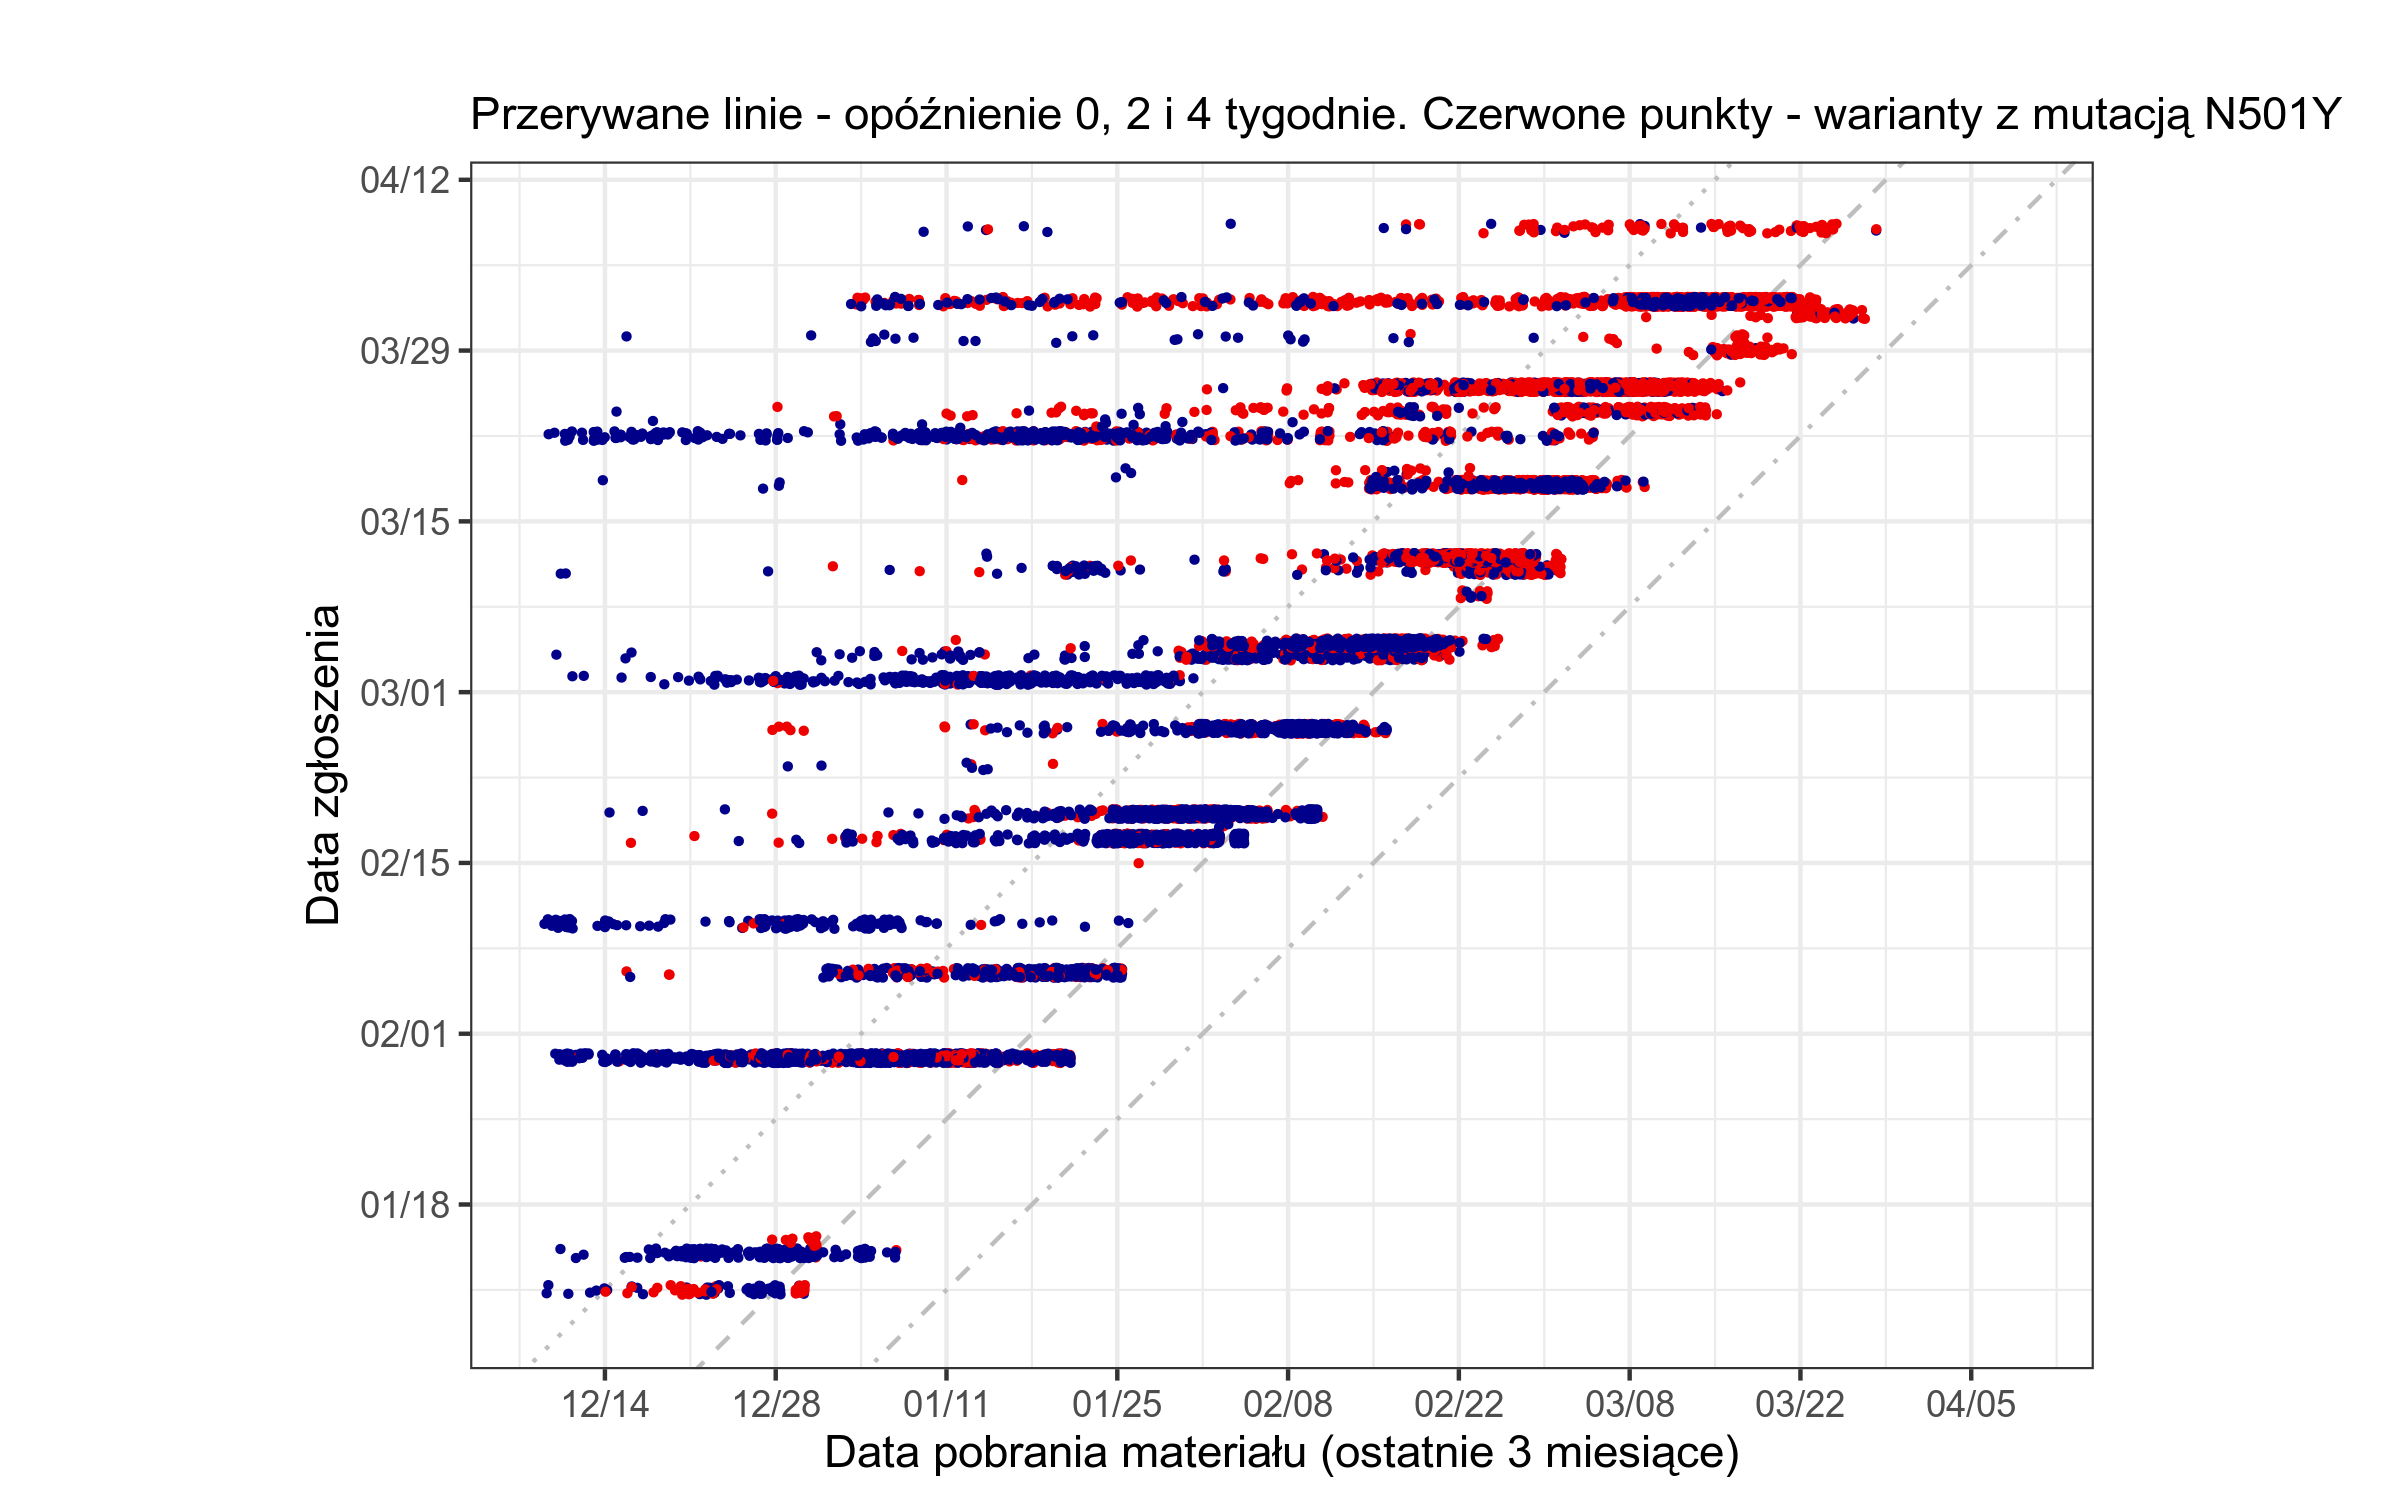 Przerywane linie - opóźnienie 0, 2 i 4 tygodnie. Czerwone punkty - warianty z mutacją N501Y
04/12
03/29
03/15
03/01
02/15
02/01
01/18
Data zgłoszenia
12/14 12/28 01/11 01/25 02/08 02/22 03/08 03/22 04/05
Data pobrania materiału (ostatnie 3 miesiące)